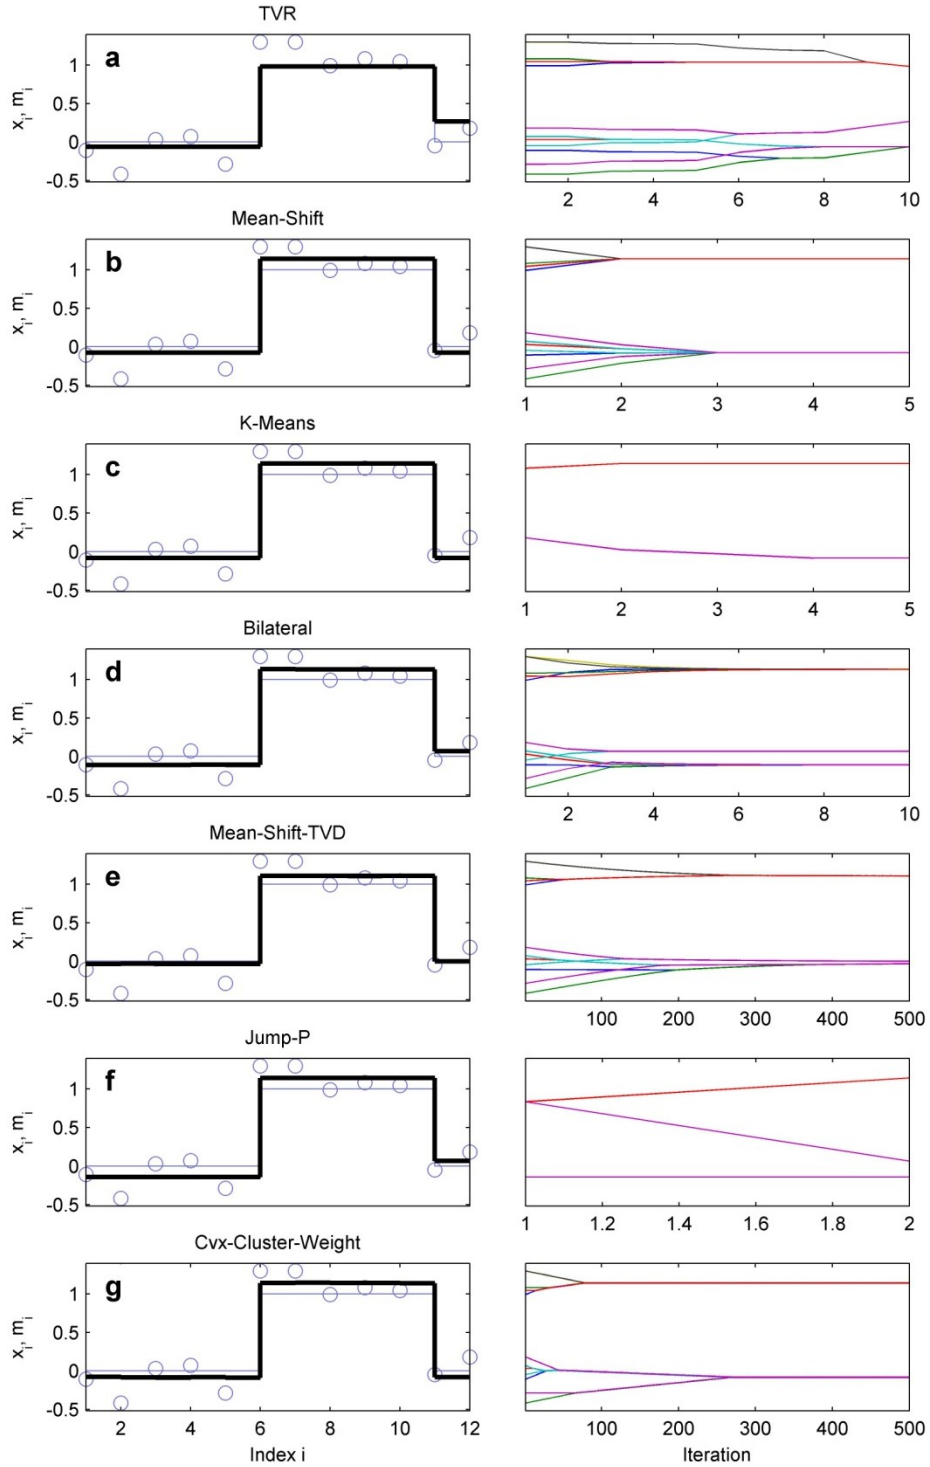 TVR
a
x_i, m_i
1
0.5
0
-0.5
2 4 6 8 10
Mean-Shift
b
x_i, m_i
1
0.5
0
-0.5
1 2 3 4 5
K-Means
c
x_i, m_i
1
0.5
0
-0.5
1 2 3 4 5
Bilateral
d
x_i, m_i
1
0.5
0
-0.5
2 4 6 8 10
Mean-Shift-TVD
e
x_i, m_i
1
0.5
0
-0.5
100 200 300 400 500
Jump-P
f
x_i, m_i
1
0.5
0
-0.5
1 1.2 1.4 1.6 1.8 2
Cvx-Cluster-Weight
g
x_i, m_i
1
0.5
0
-0.5
2 4 6 8 10 12
100 200 300 400 500
Index i
Iteration